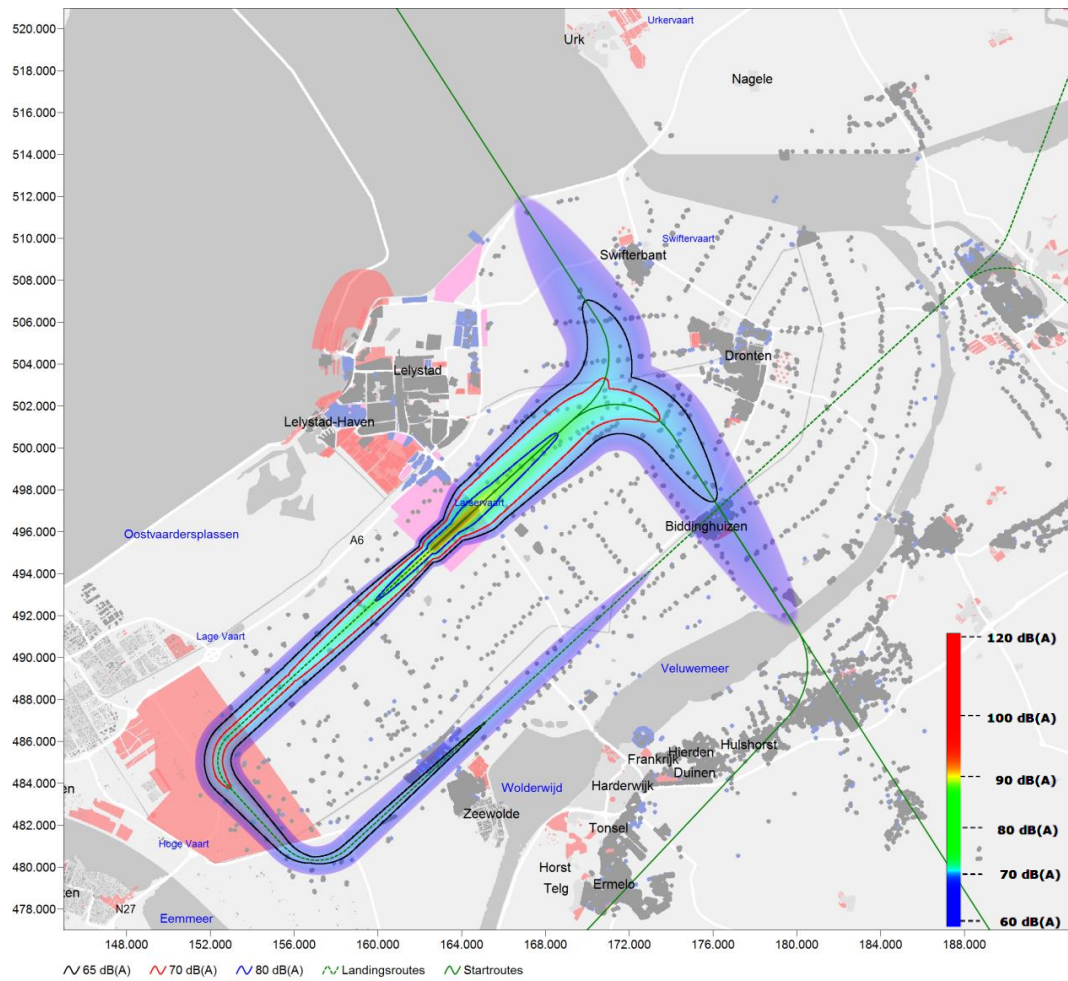 520.000
518.000
516.000
514.000
512.000
510.000
508.000
506.000
504.000
502.000
500.000
498.000
496.000
494.000
492.000
490.000
488.000
486.000
484.000
482.000
480.000
478.000
Urkervaart
Urk
Nagele
Swiftervaart
Swifterbant
Dronten
Lelystad
Lelystad-Haven
Larservaart
Biddinghuizen
Oostvaardersplassen
A6
Lage Vaart
Veluwemeer
Hulshorst
Hierden
Frankrijk
Duinen
Harderwijk
Wolderwijd
Zeewolde
Tonsel
Hoge Vaart
Horst
Telg
Ermelo
N27
Eemmeer
120 dB(A)
100 dB(A)
90 dB(A)
80 dB(A)
70 dB(A)
60 dB(A)
148.000 152.000 156.000 160.000 164.000 168.000 172.000 176.000 180.000 184.000 188.000
65 dB(A) 70 dB(A) 80 dB(A) Landingsroutes Startroutes